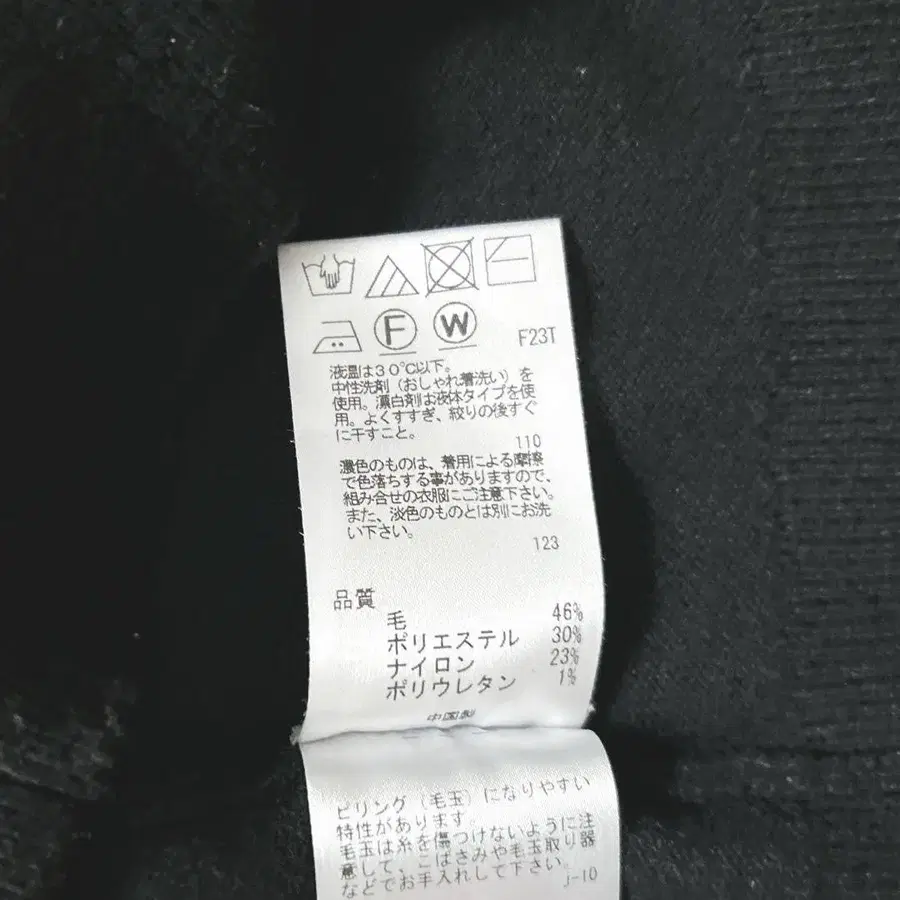 F W F23T
液温は30℃以下。
中性洗剤(おしゃれ着洗い)を
使用。漂白剤は液体タイプを使
用。よくすすぎ、絞りの後すぐ
に干すこと。
110
濃色のものは、着用による摩擦
で色落ちする事がありますので、
組み合せの衣服にご注意下さい。
また、淡色のものとは別にお洗
い下さい。
123
品質
毛 46%
ポリエステル 30%
ナイロン 23%
ポリウレタン 1%
中国製
ピリング(毛玉)になりやすい
特性があります。
毛玉は糸を傷つけないように注
意して、こばさみや毛玉取り器
などでお手入れして下さい。
J-10